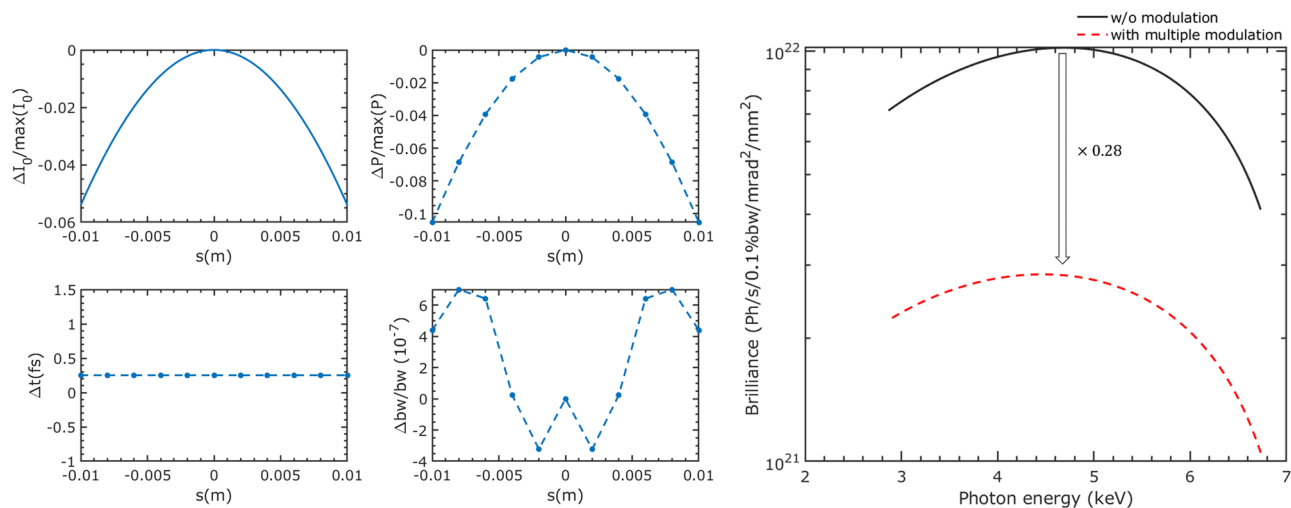 0
-0.02
-0.04
-0.06
ΔI₀/max(I₀)
-0.01 -0.005 0 0.005 0.01
s(m)
0
-0.02
-0.04
-0.06
-0.08
-0.1
ΔP/max(P)
-0.01 -0.005 0 0.005 0.01
s(m)
1.5
1
0.5
0
-0.5
-1
Δt(fs)
-0.01 -0.005 0 0.005 0.01
s(m)
6
4
2
0
-2
-4
Δbw/bw (10⁻⁷)
-0.01 -0.005 0 0.005 0.01
s(m)
w/o modulation
with multiple modulation
10²²
× 0.28
10²¹
Brilliance (Ph/s/0.1%bw/mrad²/mm²)
2 3 4 5 6 7
Photon energy (keV)